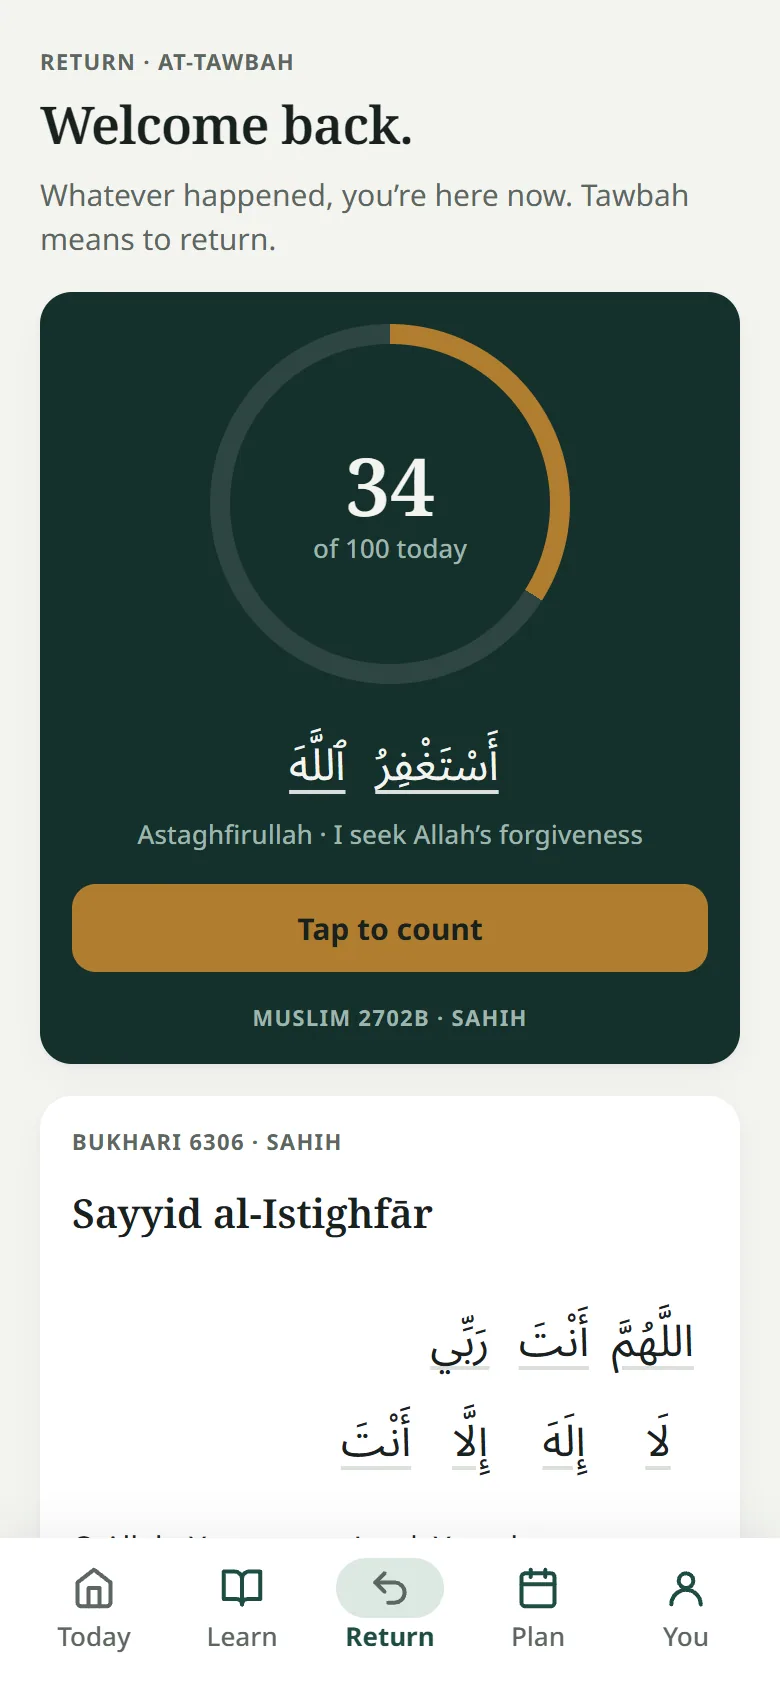 RETURN · AT-TAWBAH
Welcome back.
Whatever happened, you’re here now. Tawbah
means to return.
34
of 100 today
أَسْتَغْفِرُ ٱللَّهَ
Astaghfirullah · I seek Allah’s forgiveness
Tap to count
MUSLIM 2702B · SAHIH
BUKHARI 6306 · SAHIH
Sayyid al-Istighfār
اللَّهُمَّ أَنْتَ رَبِّي
لَا إِلَهَ إِلَّا أَنْتَ
Today
Learn
Return
Plan
You